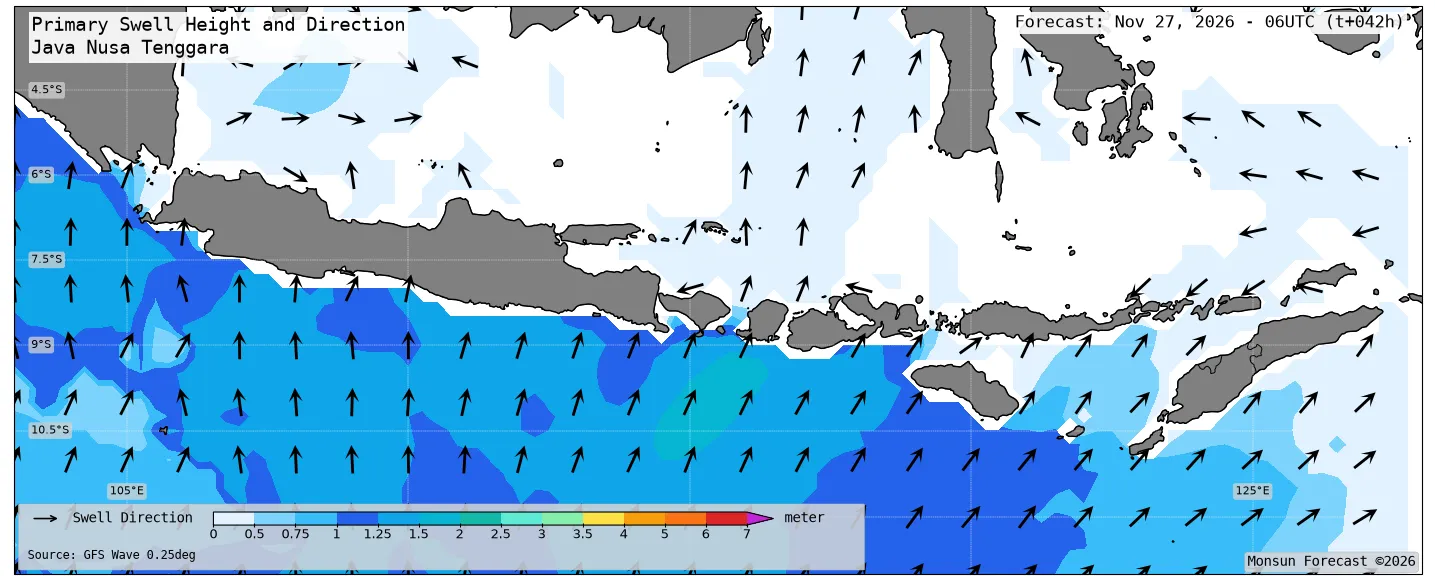 Primary Swell Height and Direction
Java Nusa Tenggara
Forecast: Nov 27, 2026 - 06UTC (t+042h)
4.5°S
6°S
7.5°S
9°S
10.5°S
105°E
125°E
Swell Direction
0 0.5 0.75 1 1.25 1.5 2 2.5 3 3.5 4 5 6 7
meter
Source: GFS Wave 0.25deg
Monsun Forecast ©2026